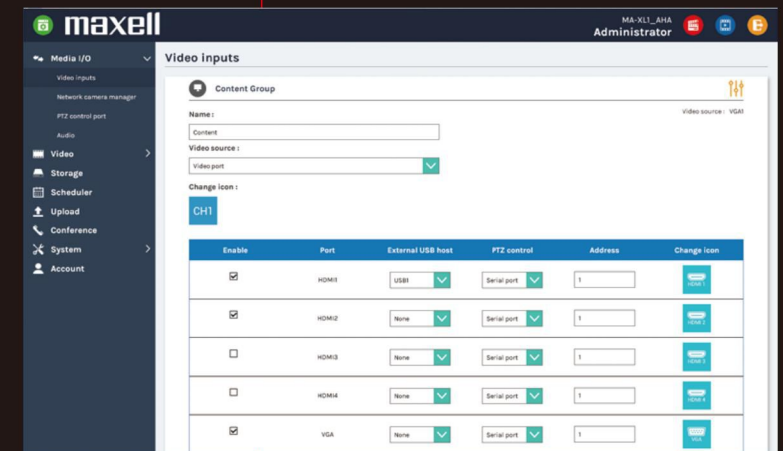 maxell
MA-XL1_AHA
Administrator
Media I/O
Video inputs
Network camera manager
PTZ control port
Audio
Video
Storage
Scheduler
Upload
Conference
System
Account
Video inputs
Content Group
Video sourse : VGA1
Name :
Content
Video source :
Video port
Change icon :
CH1
Enable Port External USB host PTZ control Address Change icon
HDMI1 USB1 Serial port 1 HDMI 1
HDMI2 None Serial port 1 HDMI 2
HDMI3 None Serial port 1 HDMI 3
HDMI4 None Serial port 1 HDMI 4
VGA None Serial port 1 VGA